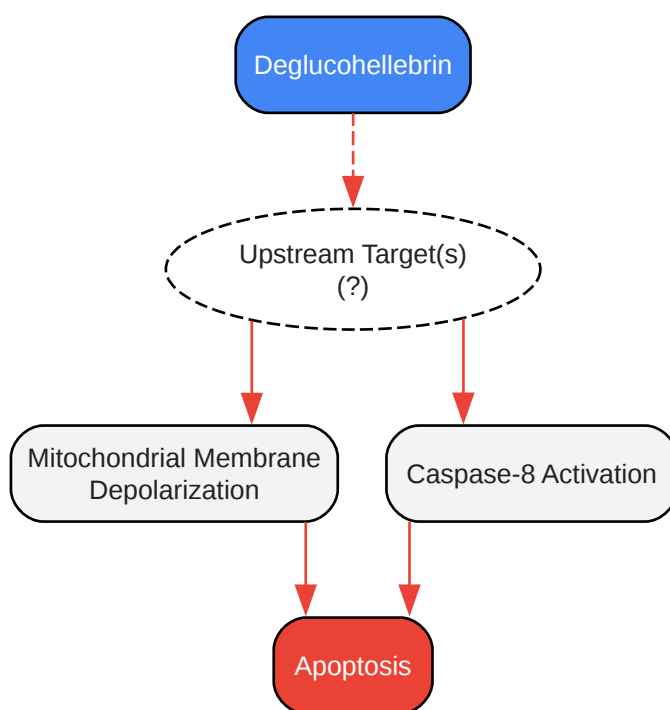 Deglucohellebrin
Upstream Target(s)
(?)
Mitochondrial Membrane
Depolarization
Caspase-8 Activation
Apoptosis